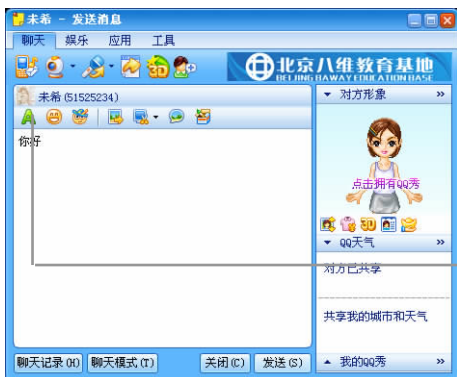 未希 - 发送消息
聊天 娱乐 应用 工具
北京八维教育基地
BEIJING BAWAY EDUCATION BASE
未希(51525234)
对方形象
你好
点击拥有QQ秀
3D
QQ天气
对方已共享
共享我的城市和天气
聊天记录(H) 聊天模式(T) 关闭(C) 发送(S)
我的QQ秀